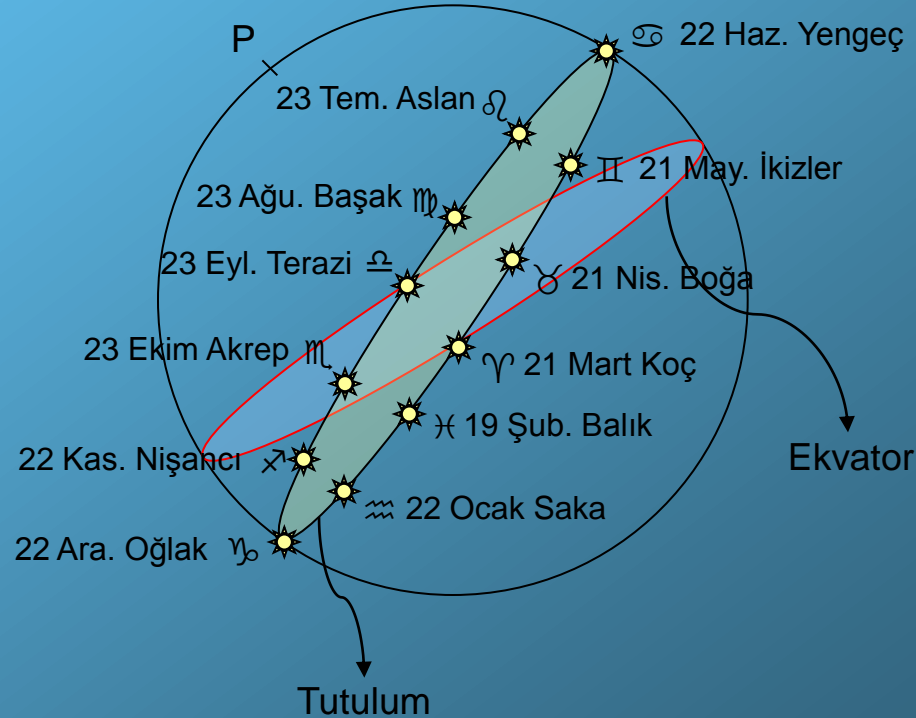 P
♋ 22 Haz. Yengeç
23 Tem. Aslan ♌
♊ 21 May. İkizler
23 Ağu. Başak ♍
23 Eyl. Terazi ♎
♉ 21 Nis. Boğa
23 Ekim Akrep ♏
♈ 21 Mart Koç
♓ 19 Şub. Balık
22 Kas. Nişancı ♐
Ekvator
♒ 22 Ocak Saka
22 Ara. Oğlak ♑
Tutulum